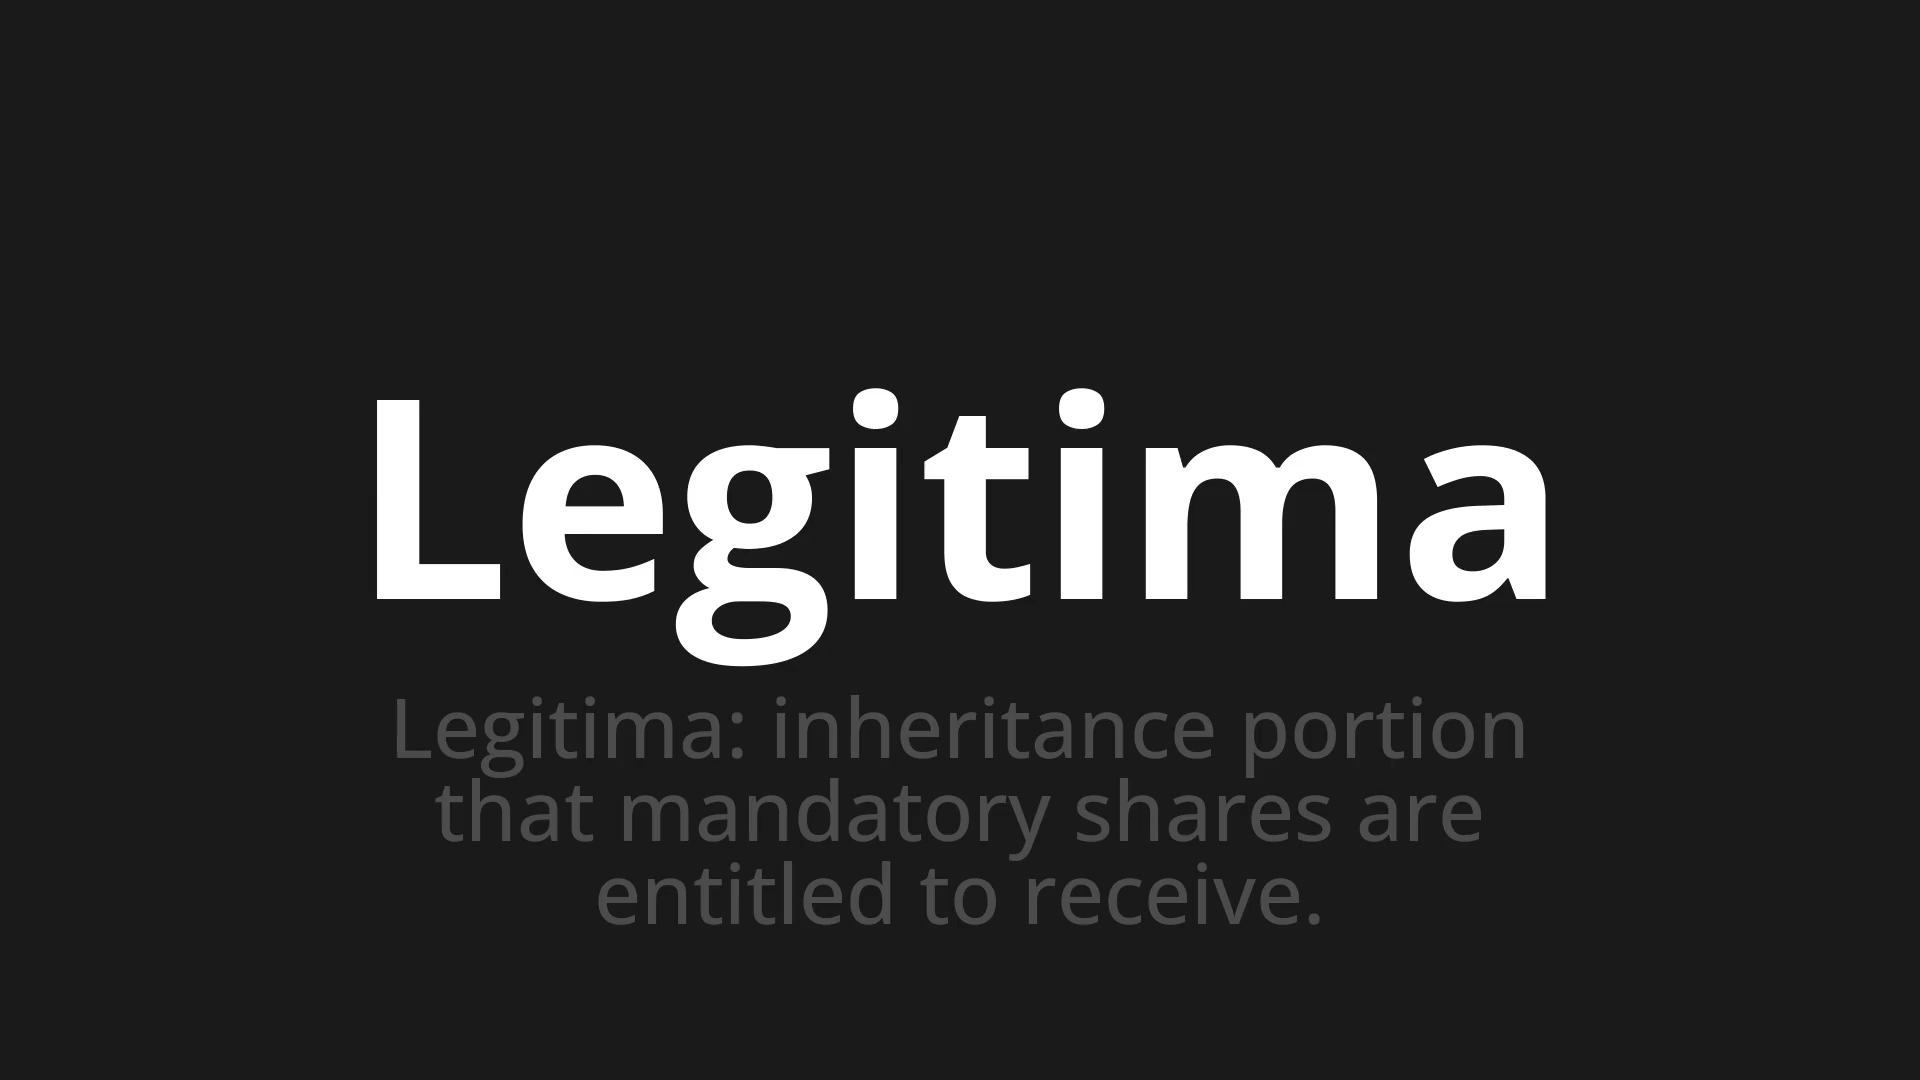 Legitima
Legitima: inheritance portion
that mandatory shares are
entitled to receive.